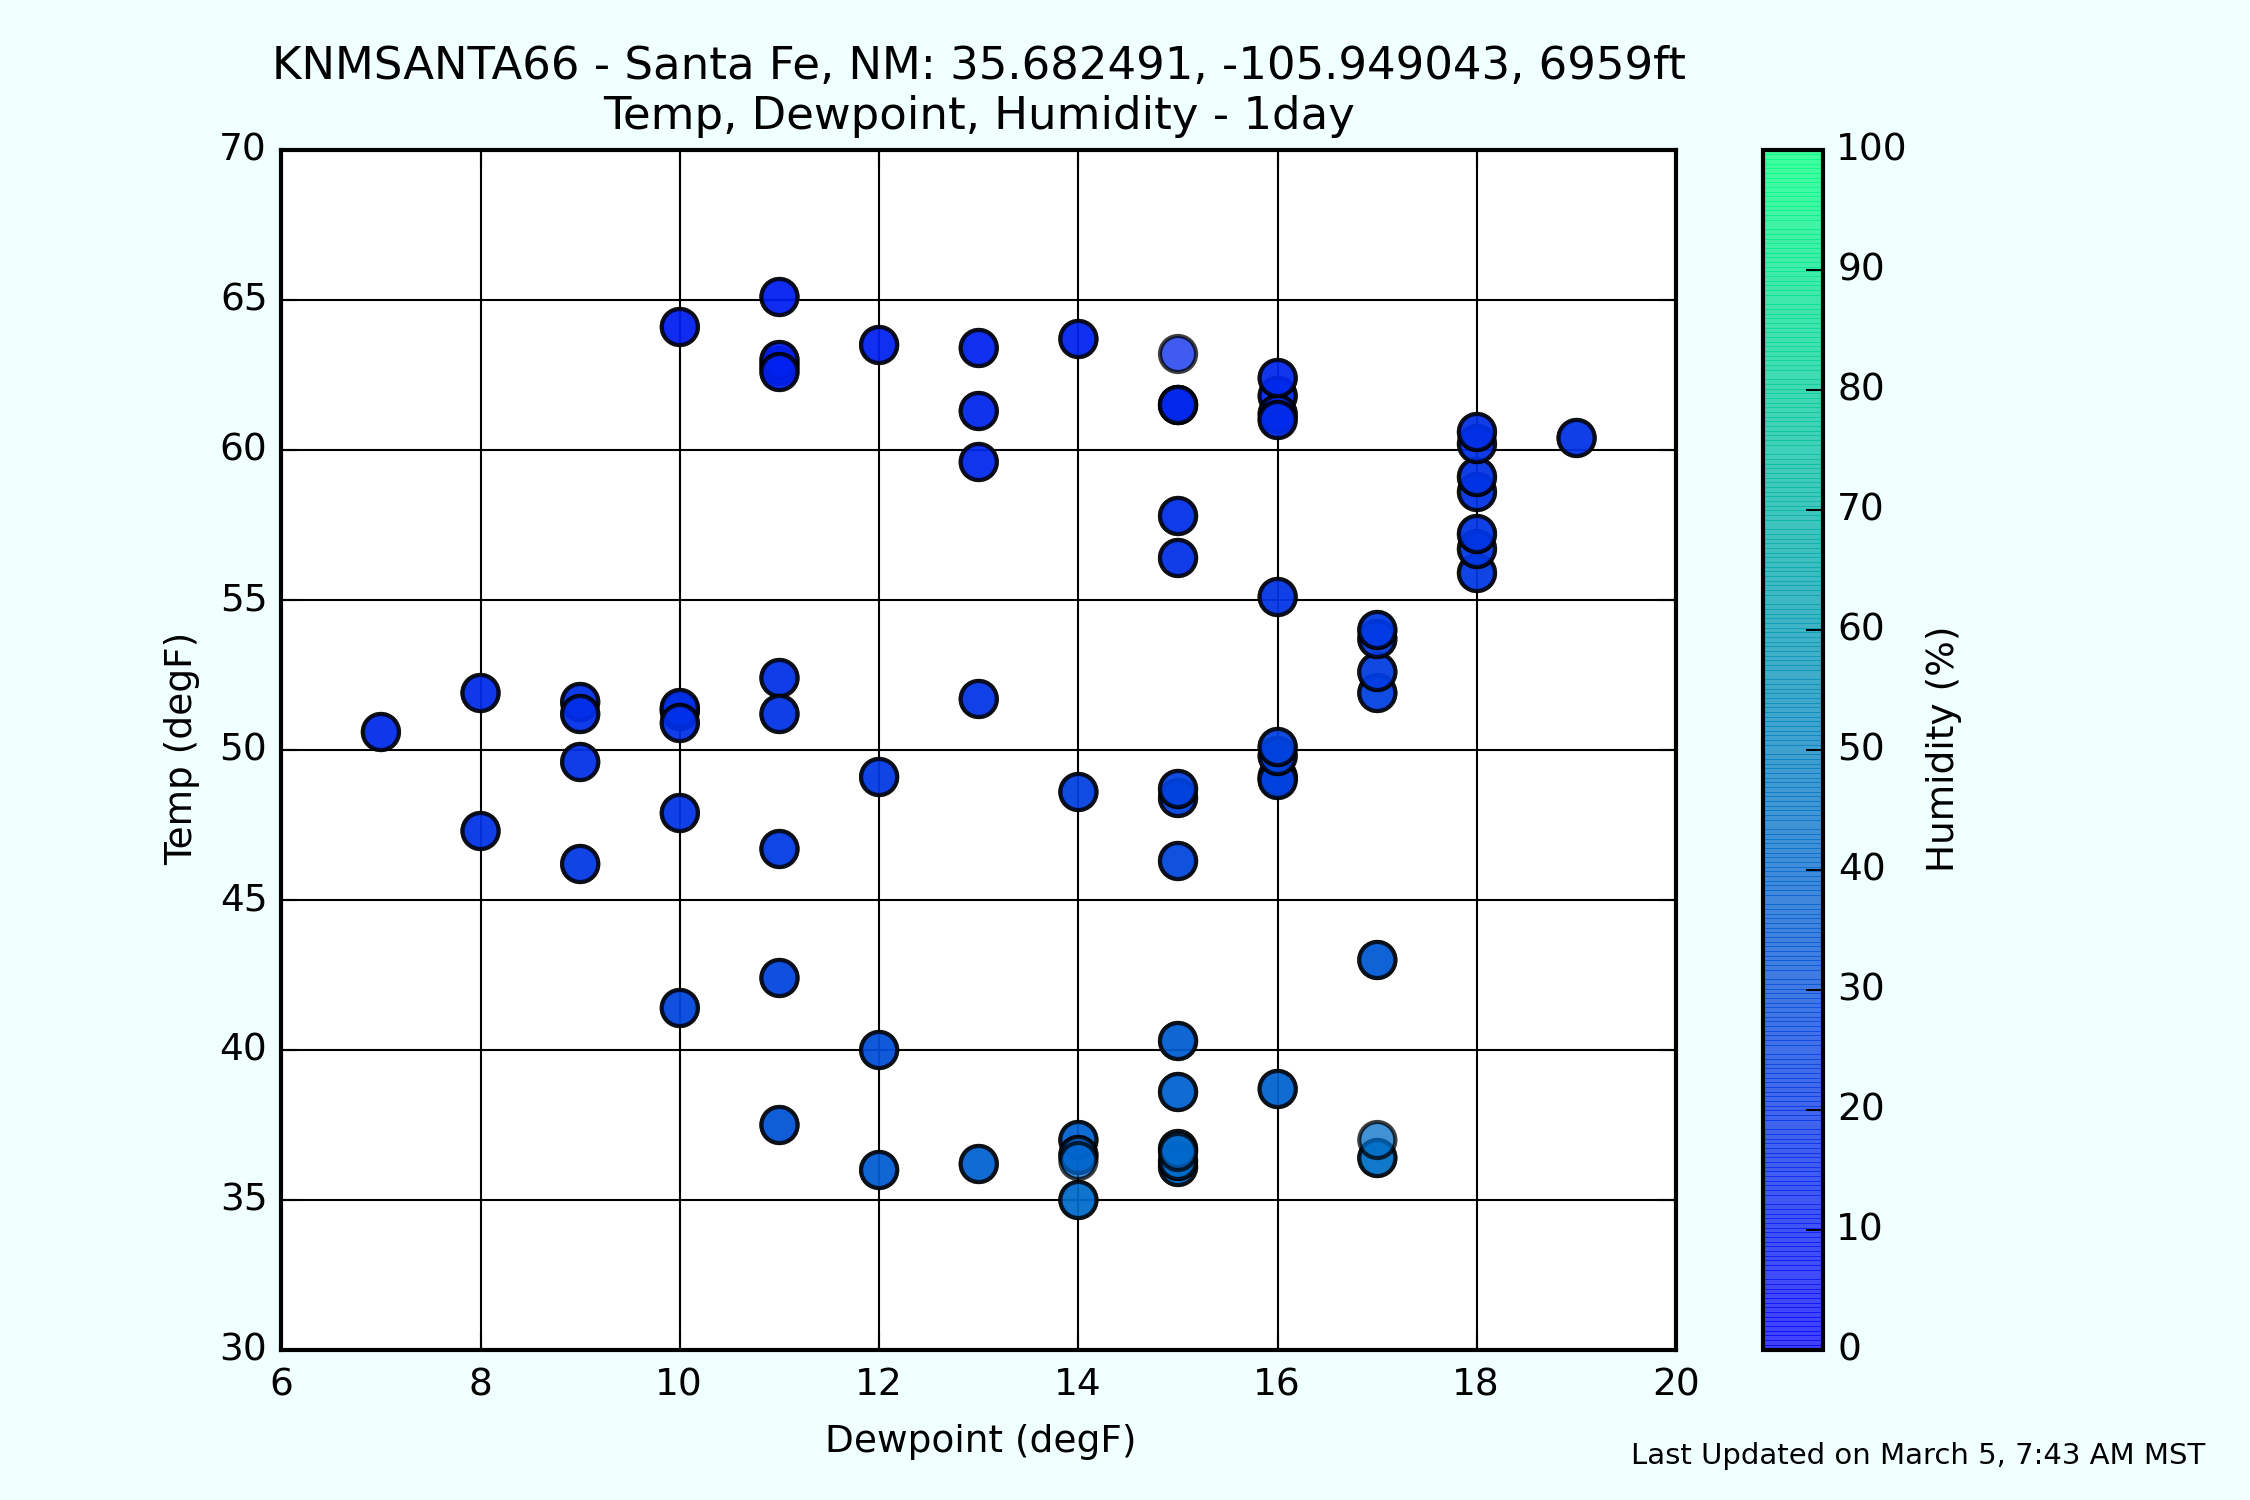 KNMSANTA66 - Santa Fe, NM: 35.682491, -105.949043, 6959ft
Temp, Dewpoint, Humidity - 1day
70
65
60
55
50
45
40
35
30
Temp (degF)
6 8 10 12 14 16 18 20
Dewpoint (degF)
100
90
80
70
60
50
40
30
20
10
0
Humidity (%)
Last Updated on March 5, 7:43 AM MST